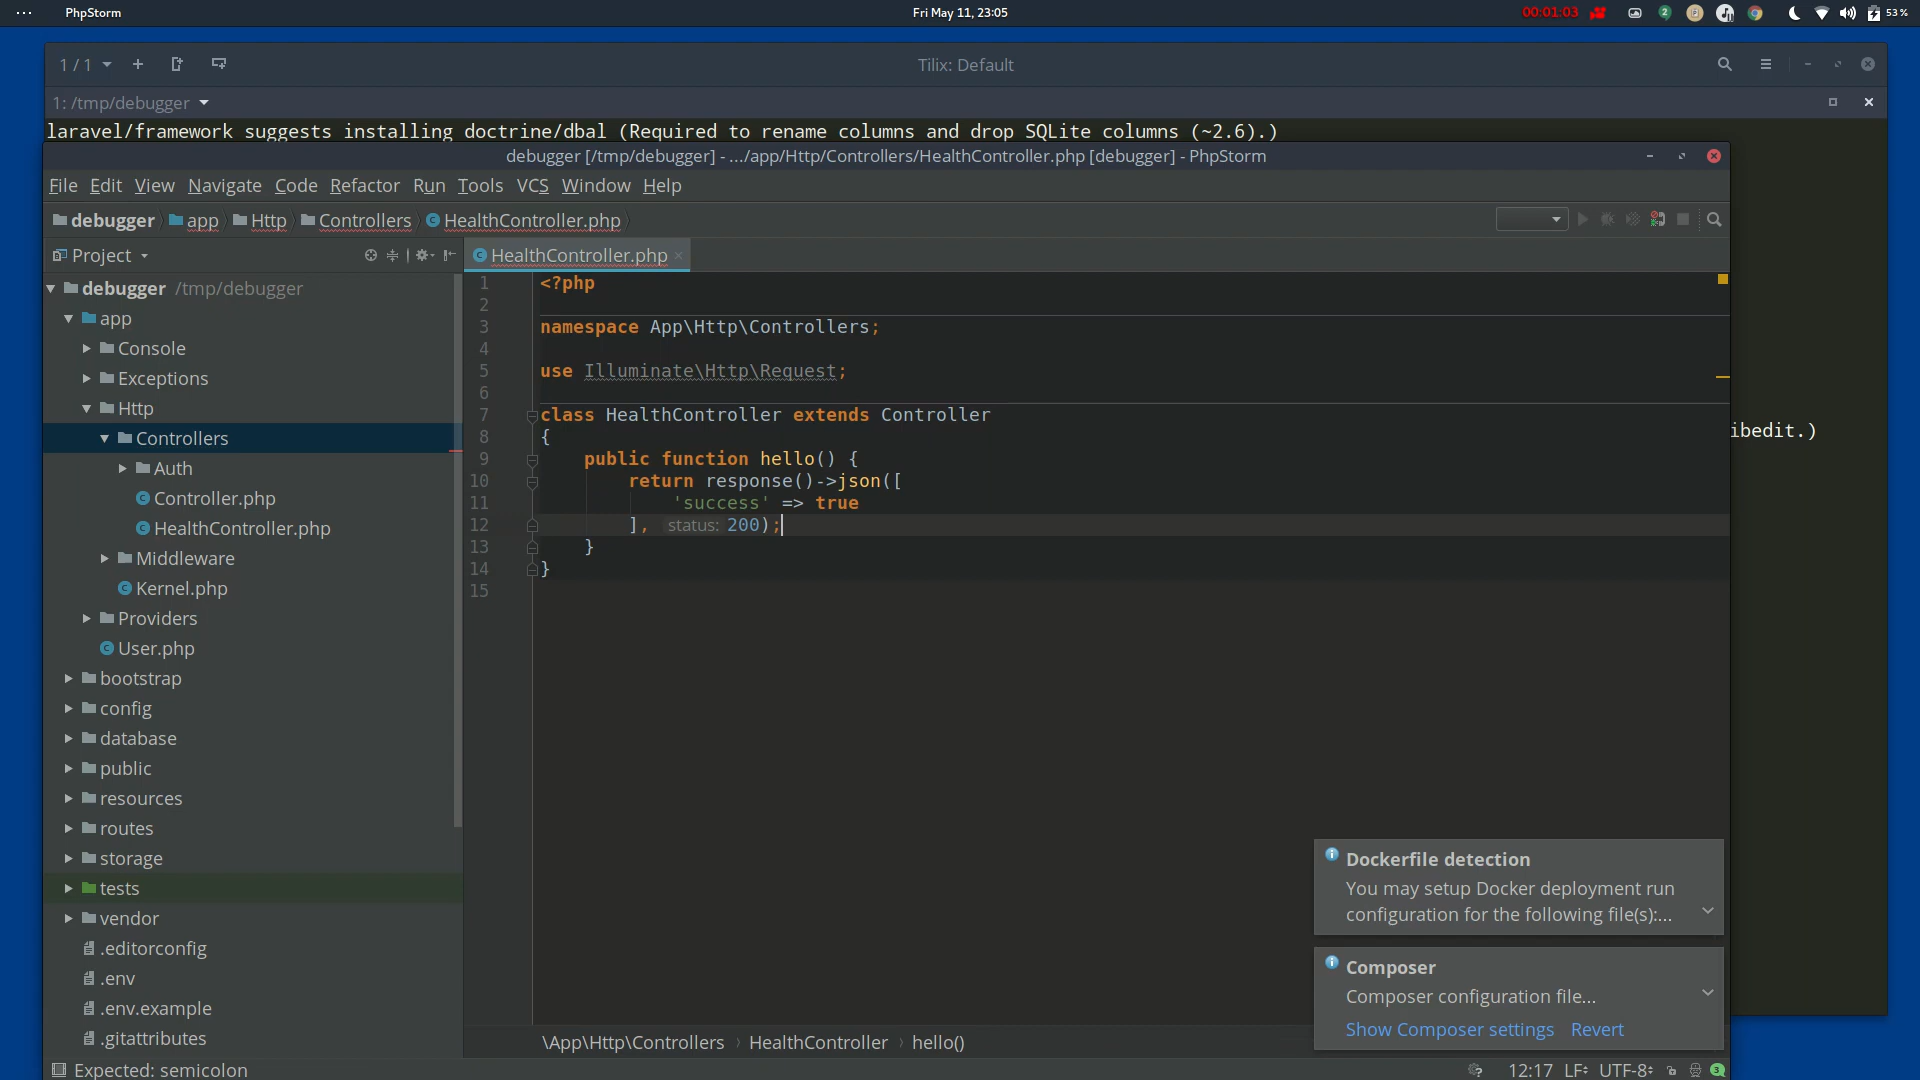 ... PhpStorm Fri May 11, 23:05 00:01:03 2 53 %
1 / 1 Tilix: Default
1: /tmp/debugger
laravel/framework suggests installing doctrine/dbal (Required to rename columns and drop SQLite columns (~2.6).)
debugger [/tmp/debugger] - .../app/Http/Controllers/HealthController.php [debugger] - PhpStorm
File Edit View Navigate Code Refactor Run Tools VCS Window Help
debugger app Http Controllers HealthController.php
Project
HealthController.php
debugger /tmp/debugger
app
Console
Exceptions
Http
Controllers
Auth
Controller.php
HealthController.php
Middleware
Kernel.php
Providers
User.php
bootstrap
config
database
public
resources
routes
storage
tests
vendor
.editorconfig
.env
.env.example
.gitattributes
1 <?php
2
3 namespace App\Http\Controllers;
4
5 use Illuminate\Http\Request;
6
7 class HealthController extends Controller
8 {
9 public function hello() {
10 return response()->json([
11 'success' => true
12 ], status: 200);
13 }
14 }
15
ibedit.)
Dockerfile detection
You may setup Docker deployment run
configuration for the following file(s):...
Composer
Composer configuration file...
Show Composer settings Revert
\App\Http\Controllers › HealthController › hello()
Expected: semicolon 12:17 LF UTF-8 3